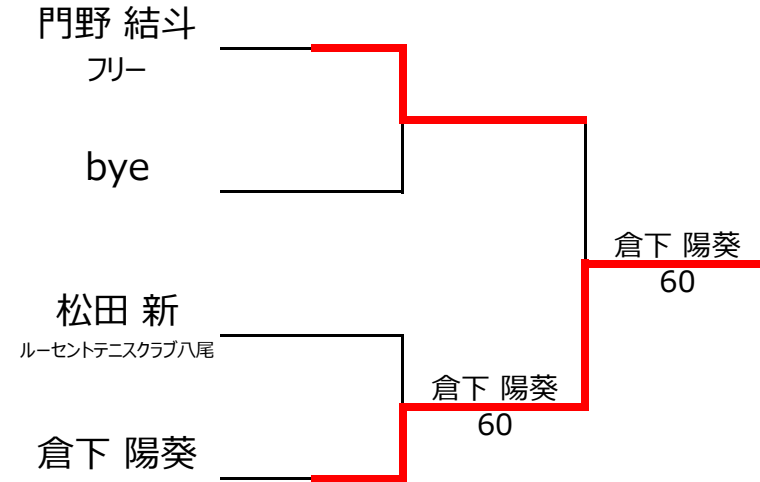 門野 結斗
フリー
bye
松田 新
ルーセントテニスクラブ八尾
倉下 陽葵
倉下 陽葵
60
倉下 陽葵
60